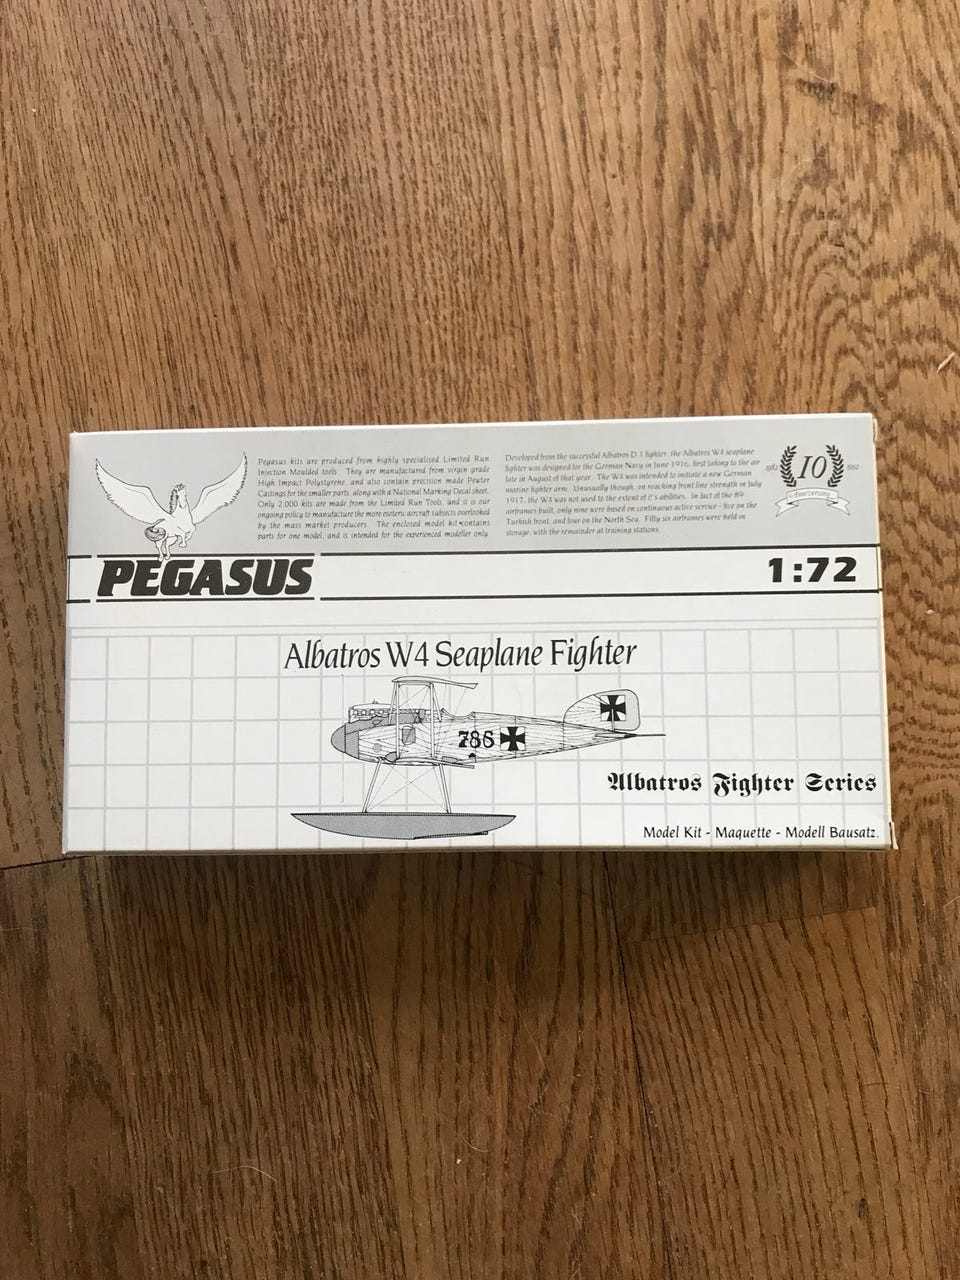 Pegasus kits are produced from highly specialised Limited Run
Injection Moulded tools. They are manufactured from virgin grade
High Impact Polystyrene, and also contain precision made Pewter
Castings for the smaller parts, along with a National Marking Decal sheet.
Only 2,000 kits are made from the Limited Run Tools, and it is our
ongoing policy to manufacture the more esoteric aircraft subjects overlooked
by the mass market producers. The enclosed model kit contains
parts for one model, and is intended for the experienced modeller only
Developed from the successful Albatros D.1 fighter, the Albatros W4 seaplane
fighter was designed for the German Navy in June 1916, first taking to the air
late in August of that year. The W4 was intended to initiate a new German
marine fighter arm. Unusually though, on reaching front line strength in July
1917, the W4 was not used to the extent of it's abilities. In fact of the 89
airframes built, only nine were based on continuous active service - five on the
Turkish front, and four on the North Sea. Fifty six airframes were held in
storage, with the remainder at training stations.
1982 10 1992
Anniversary
PEGASUS
1:72
Albatros W4 Seaplane Fighter
786
Albatros Fighter Series
Model Kit - Maquette - Modell Bausatz.